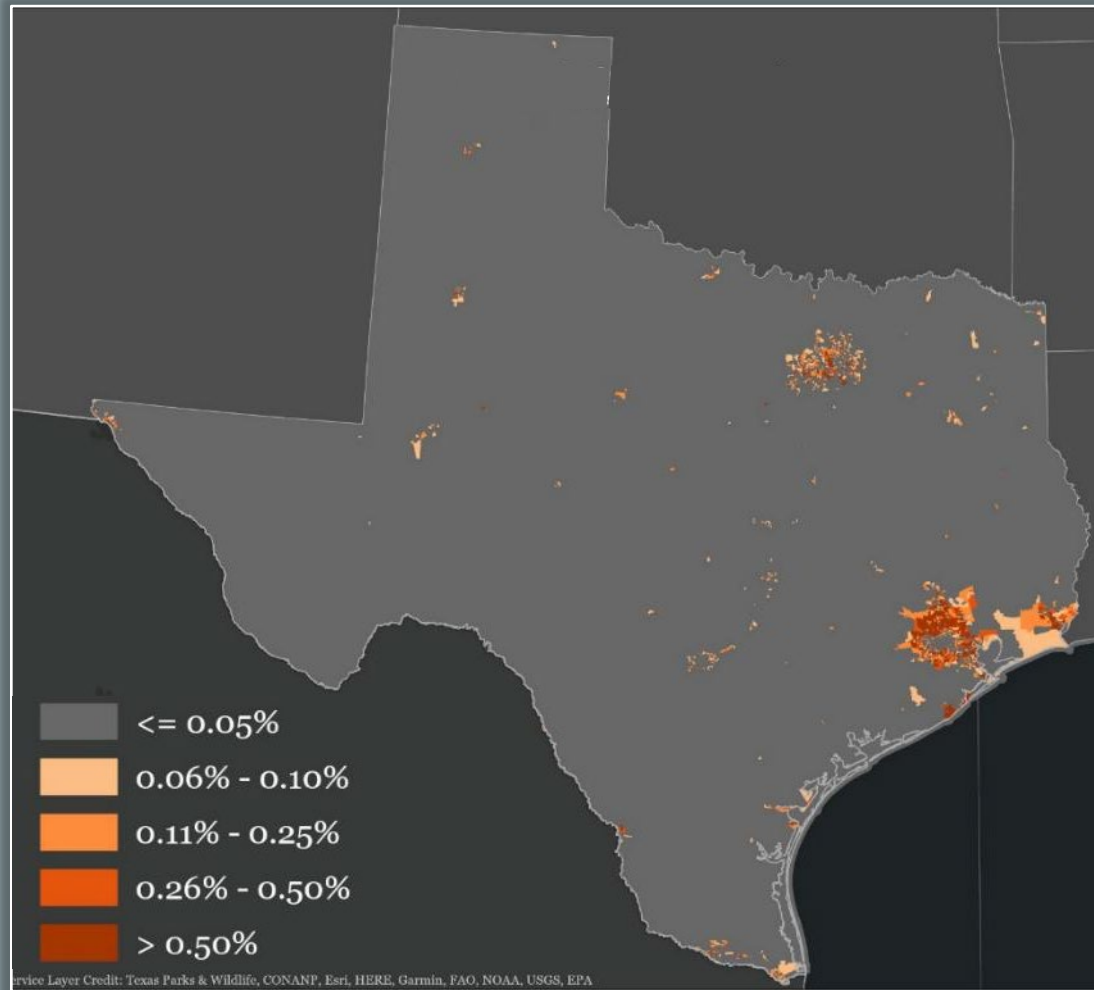 <= 0.05%
0.06% - 0.10%
0.11% - 0.25%
0.26% - 0.50%
> 0.50%
ervice Layer Credit: Texas Parks & Wildlife, CONANP, Esri, HERE, Garmin, FAO, NOAA, USGS, EPA